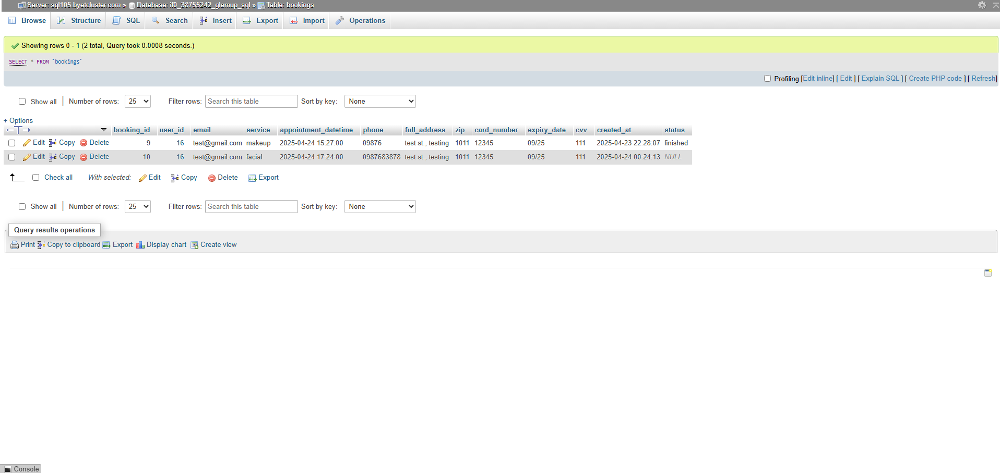 Server: sql105.byetcluster.com » Database: if0_38755242_glamup_sql » Table: bookings
Browse Structure SQL Search Insert Export Import Operations
Showing rows 0 - 1 (2 total, Query took 0.0008 seconds.)
SELECT * FROM `bookings`
Profiling [Edit inline] [ Edit ] [ Explain SQL ] [ Create PHP code ] [ Refresh]
Show all Number of rows: 25 Filter rows: Search this table Sort by key: None
+ Options
booking_id user_id email service appointment_datetime phone full_address zip card_number expiry_date cvv created_at status
Edit Copy Delete 9 16 test@gmail.com makeup 2025-04-24 15:27:00 09876 test st., testing 1011 12345 09/25 111 2025-04-23 22:28:07 finished
Edit Copy Delete 10 16 test@gmail.com facial 2025-04-24 17:24:00 0987683878 test st., testing 1011 12345 09/25 111 2025-04-24 00:24:13 NULL
Check all With selected: Edit Copy Delete Export
Show all Number of rows: 25 Filter rows: Search this table Sort by key: None
Query results operations
Print Copy to clipboard Export Display chart Create view
Console